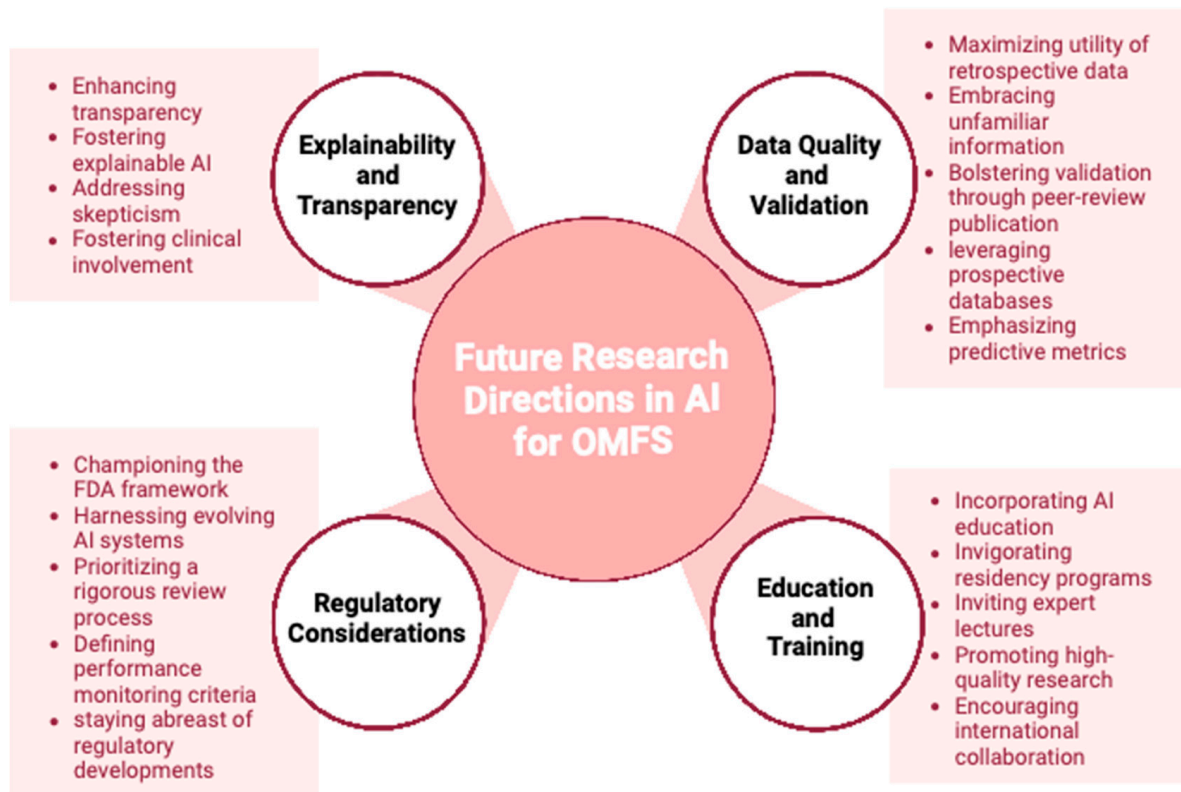 • Enhancing
transparency
• Fostering
explainable AI
• Addressing
skepticism
• Fostering clinical
involvement
Explainability
and
Transparency
Data Quality
and
Validation
• Maximizing utility of
retrospective data
• Embracing
unfamiliar
information
• Bolstering validation
through peer-review
publication
• leveraging
prospective
databases
• Emphasizing
predictive metrics
Future Research
Directions in AI
for OMFS
• Championing the
FDA framework
• Harnessing evolving
AI systems
• Prioritizing a
rigorous review
process
• Defining
performance
monitoring criteria
• staying abreast of
regulatory
developments
Regulatory
Considerations
Education
and
Training
• Incorporating AI
education
• Invigorating
residency programs
• Inviting expert
lectures
• Promoting high-
quality research
• Encouraging
international
collaboration